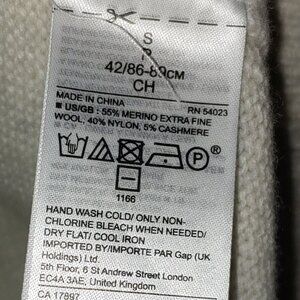 S
P
42/86-89CM
CH
MADE IN CHINA
RN 54023
■ US/GB: 55% MERINO EXTRA FINE
WOOL, 40% NYLON, 5% CASHMERE
P
1166
HAND WASH COLD/ ONLY NON-
CHLORINE BLEACH WHEN NEEDED/
DRY FLAT/ COOL IRON
IMPORTED BY/IMPORTE PAR Gap (UK
Holdings) Ltd.
5th Floor, 6 St Andrew Street London
EC4A 3AE, United Kingdom
CA 17897